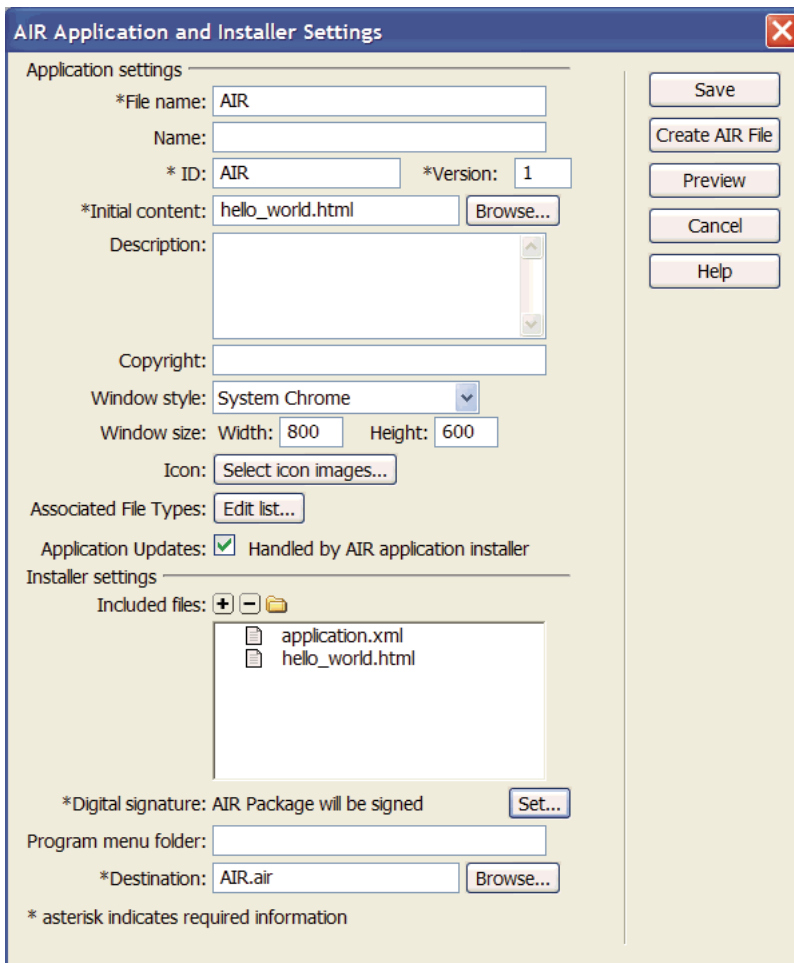 AIR Application and Installer Settings
Application settings
*File name: AIR
Name:
* ID: AIR *Version: 1
*Initial content: hello_world.html Browse...
Description:
Copyright:
Window style: System Chrome
Window size: Width: 800 Height: 600
Icon: Select icon images...
Associated File Types: Edit list...
Application Updates: Handled by AIR application installer
Installer settings
Included files:
application.xml
hello_world.html
*Digital signature: AIR Package will be signed Set...
Program menu folder:
*Destination: AIR.air Browse...
* asterisk indicates required information
Save
Create AIR File
Preview
Cancel
Help